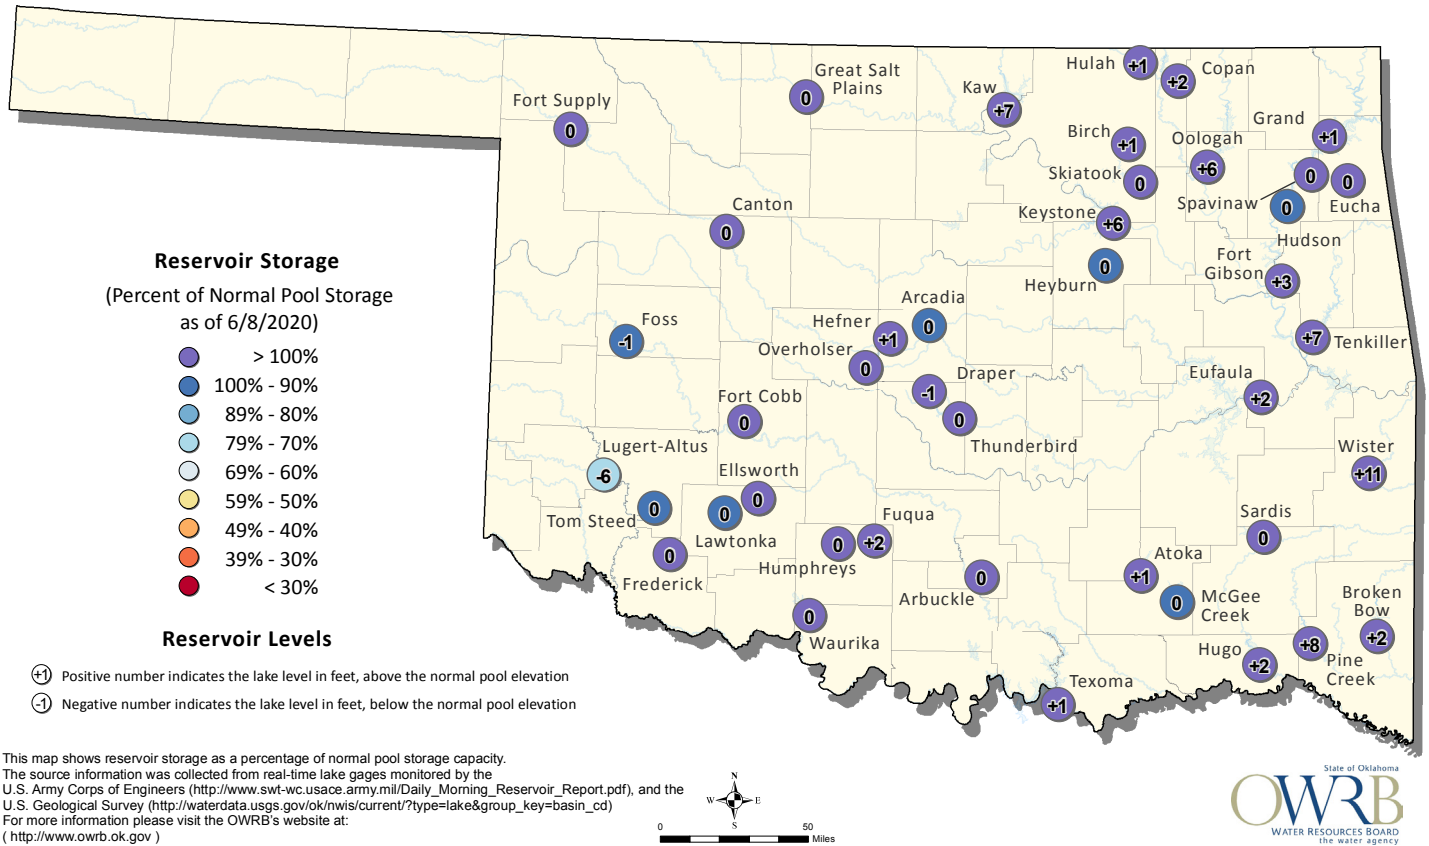 Hulah
+1
Copan
+2
Great Salt
Plains
0
Kaw
+7
Fort Supply
0
Grand
+1
Birch
+1
Oologah
+6
Skiatook
0
Spavinaw
0
0
Eucha
0
Hudson
Canton
0
Keystone
+6
Heyburn
0
Fort
Gibson
+3
Reservoir Storage
(Percent of Normal Pool Storage
as of 6/8/2020)
> 100%
100% - 90%
89% - 80%
79% - 70%
69% - 60%
59% - 50%
49% - 40%
39% - 30%
< 30%
Foss
-1
Arcadia
0
Hefner
+1
Overholser
0
Tenkiller
+7
Draper
-1
Thunderbird
0
Eufaula
+2
Fort Cobb
0
Lugert-Altus
-6
Ellsworth
0
Wister
+11
Tom Steed
0
Lawtonka
0
Fuqua
+2
Humphreys
0
Sardis
0
Frederick
0
Arbuckle
0
Atoka
+1
McGee
Creek
0
Broken
Bow
+2
Waurika
0
Hugo
+2
Pine
Creek
+8
Texoma
+1
Reservoir Levels
+1 Positive number indicates the lake level in feet, above the normal pool elevation
-1 Negative number indicates the lake level in feet, below the normal pool elevation
This map shows reservoir storage as a percentage of normal pool storage capacity.
The source information was collected from real-time lake gages monitored by the
U.S. Army Corps of Engineers (http://www.swt-wc.usace.army.mil/Daily_Morning_Reservoir_Report.pdf), and the
U.S. Geological Survey (http://waterdata.usgs.gov/ok/nwis/current/?type=lake&group_key=basin_cd)
For more information please visit the OWRB's website at:
( http://www.owrb.ok.gov )
N
W E
S
0 50
Miles
State of Oklahoma
OWRB
WATER RESOURCES BOARD
the water agency